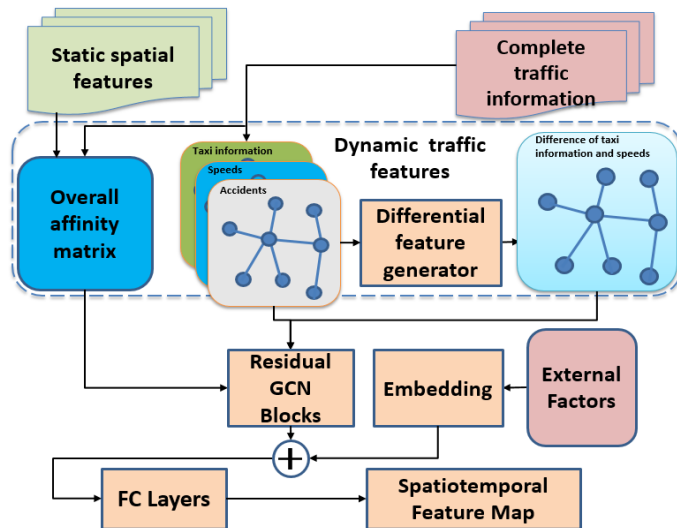 Static spatial
features
Complete
traffic
information
Taxi information
Speeds
Accidents
Dynamic traffic
features
Difference of taxi
information and speeds
Overall
affinity
matrix
Differential
feature
generator
Residual
GCN
Blocks
Embedding
External
Factors
+
FC Layers
Spatiotemporal
Feature Map